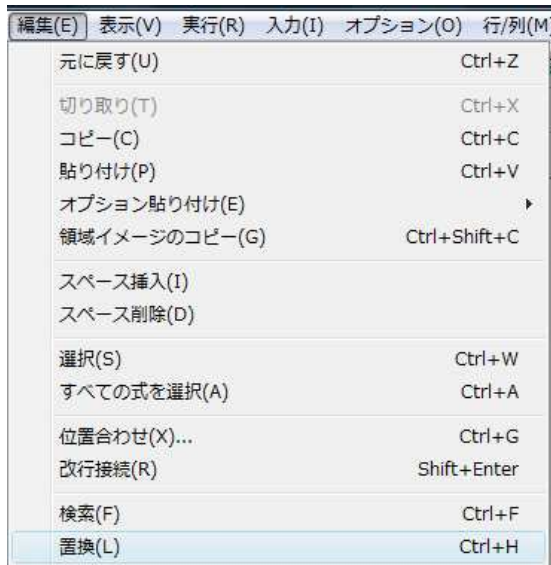 編集(E) 表示(V) 実行(R) 入力(I) オプション(O) 行/列(M
元に戻す(U) Ctrl+Z
切り取り(T) Ctrl+X
コピー(C) Ctrl+C
貼り付け(P) Ctrl+V
オプション貼り付け(E)
領域イメージのコピー(G) Ctrl+Shift+C
スペース挿入(I)
スペース削除(D)
選択(S) Ctrl+W
すべての式を選択(A) Ctrl+A
位置合わせ(X)... Ctrl+G
改行接続(R) Shift+Enter
検索(F) Ctrl+F
置換(L) Ctrl+H